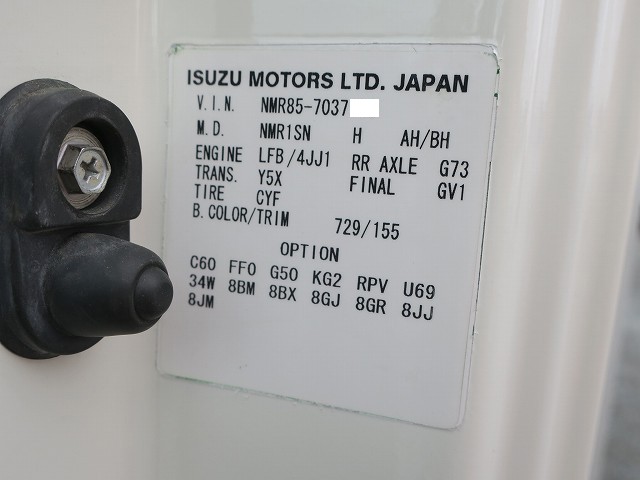 ISUZU MOTORS LTD. JAPAN
V.I.N. NMR85-7037
M.D. NMR1SN H AH/BH
ENGINE LFB/4JJ1 RR AXLE G73
TRANS. Y5X FINAL GV1
TIRE CYF
B.COLOR/TRIM 729/155
OPTION
C60 FF0 G50 KG2 RPV U69
34W 8BM 8BX 8GJ 8GR 8JJ
8JM